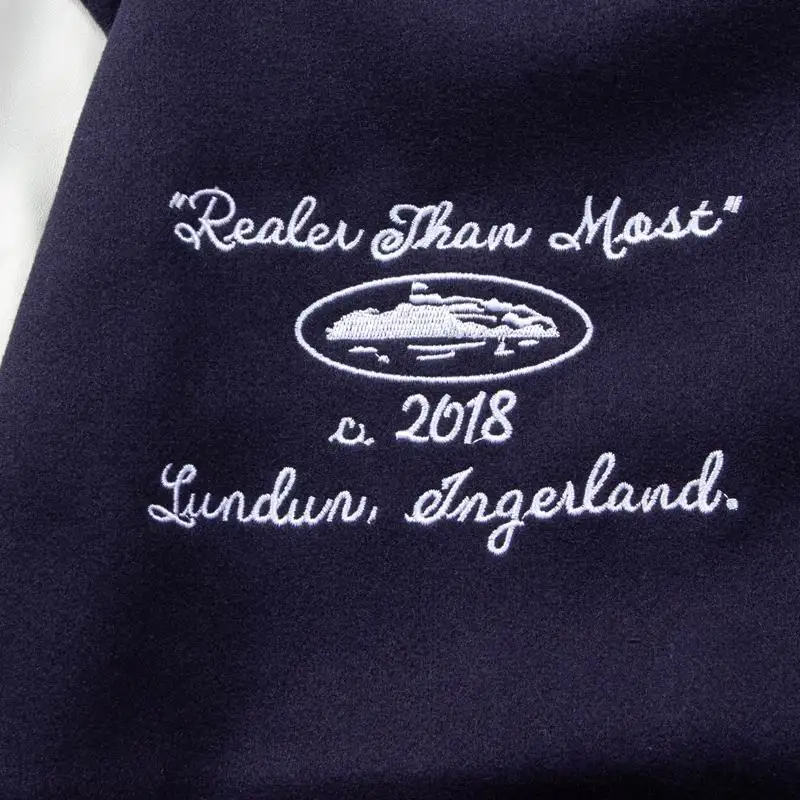 "Realer Than Most"
c. 2018
Lundun, Ingerland.